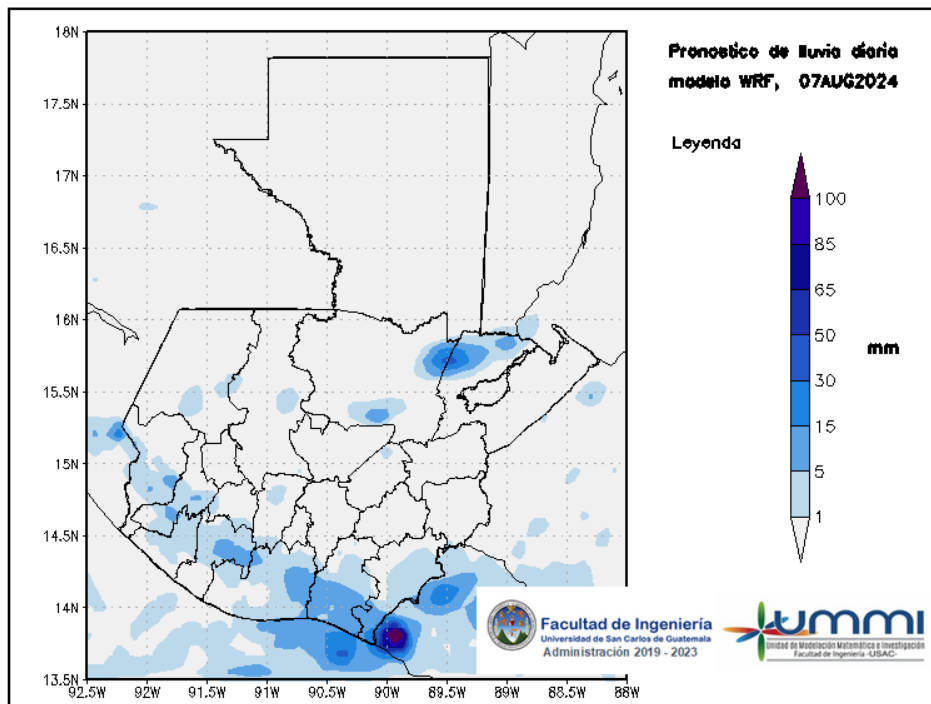 Pronostico de lluvia diaria
modelo WRF, 07AUG2024
Leyenda
100
85
65
50
30
15
5
1
mm
18N
17.5N
17N
16.5N
16N
15.5N
15N
14.5N
14N
13.5N
92.5W
92W
91.5W
91W
90.5W
90W
89.5W
89W
88.5W
88W
Facultad de Ingeniería
Universidad de San Carlos de Guatemala
Administración 2019 - 2023
UMMI
Unidad de Modelación Matemática e Investigación
Facultad de Ingeniería -USAC-